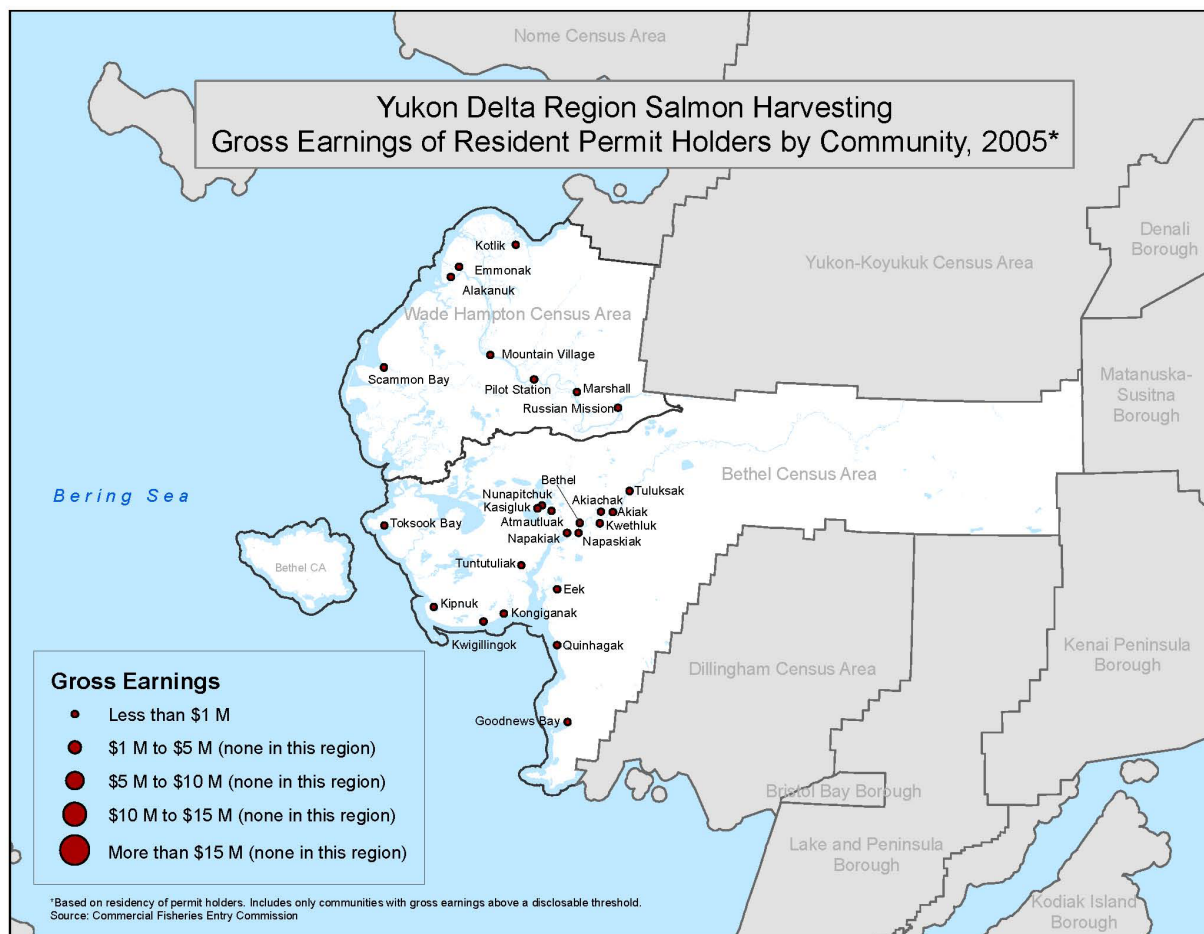 Nome Census Area
Yukon Delta Region Salmon Harvesting
Gross Earnings of Resident Permit Holders by Community, 2005*
Denali
Borough
Yukon-Koyukuk Census Area
Kotlik
Emmonak
Alakanuk
Wade Hampton Census Area
Mountain Village
Scammon Bay
Pilot Station
Marshall
Russian Mission
Matanuska-
Susitna
Borough
Bethel Census Area
Bering Sea
Bethel
Tuluksak
Nunapitchuk
Kasigluk
Akiachak
Akiak
Atmautluak
Kwethluk
Toksook Bay
Napakiak
Napaskiak
Tuntutuliak
Bethel CA
Eek
Kipnuk
Kongiganak
Kwigillingok
Quinhagak
Kenai Peninsula
Borough
Dillingham Census Area
Goodnews Bay
Gross Earnings
Less than $1 M
$1 M to $5 M (none in this region)
$5 M to $10 M (none in this region)
$10 M to $15 M (none in this region)
More than $15 M (none in this region)
Bristol Bay Borough
Lake and Peninsula
Borough
Kodiak Island
Borough
*Based on residency of permit holders. Includes only communities with gross earnings above a disclosable threshold.
Source: Commercial Fisheries Entry Commission